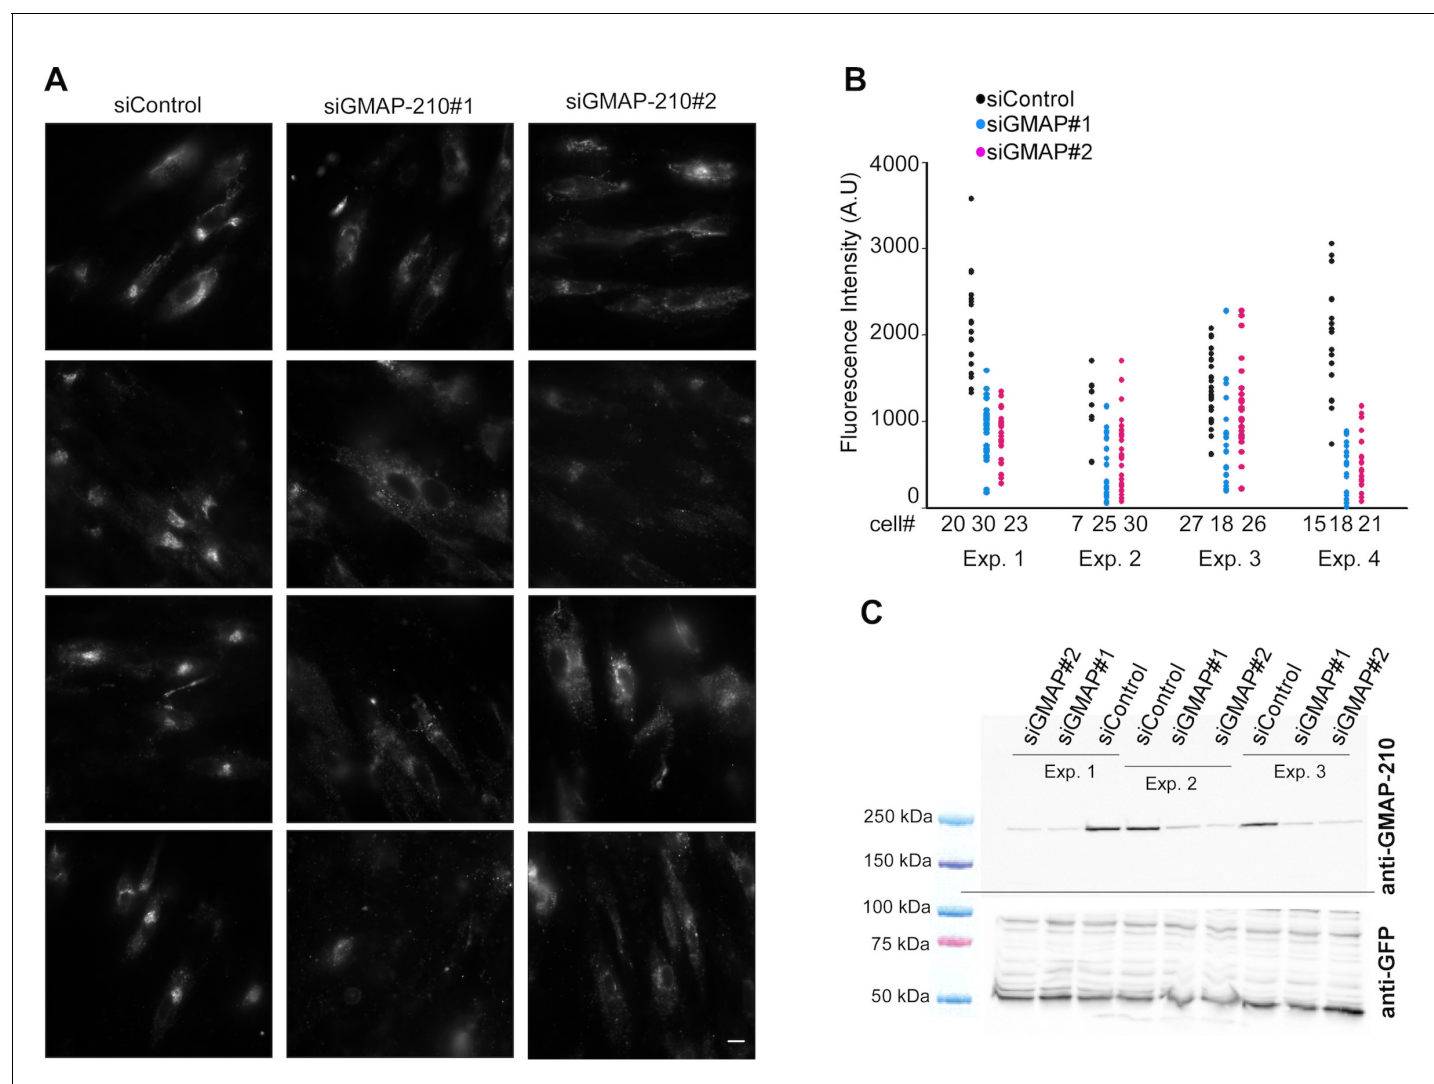 A
siControl
siGMAP-210#1
siGMAP-210#2
B
siControl
siGMAP#1
siGMAP#2
Fluorescence Intensity (A.U)
4000
3000
2000
1000
0
cell#
20 30 23
7 25 30
27 18 26
15 18 21
Exp. 1
Exp. 2
Exp. 3
Exp. 4
C
siGMAP#2
siGMAP#1
siControl
siControl
siGMAP#1
siGMAP#2
siControl
siGMAP#1
siGMAP#2
Exp. 1
Exp. 2
Exp. 3
250 kDa
150 kDa
100 kDa
75 kDa
50 kDa
anti-GMAP-210
anti-GFP